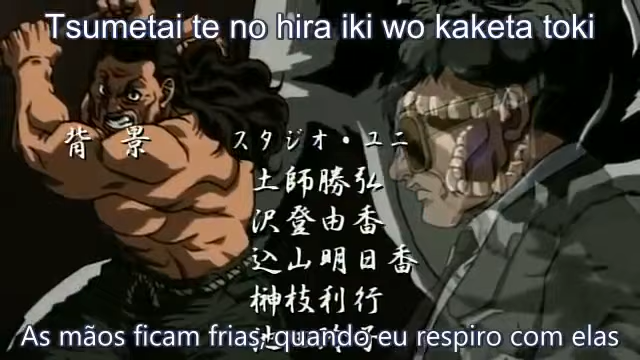 Tsumetai te no hira iki wo kaketa toki
背景
スタジオ・ユニ
土師勝弘
沢登由香
込山明日香
榊枝利行
As mãos ficam frias quando eu respiro com elas